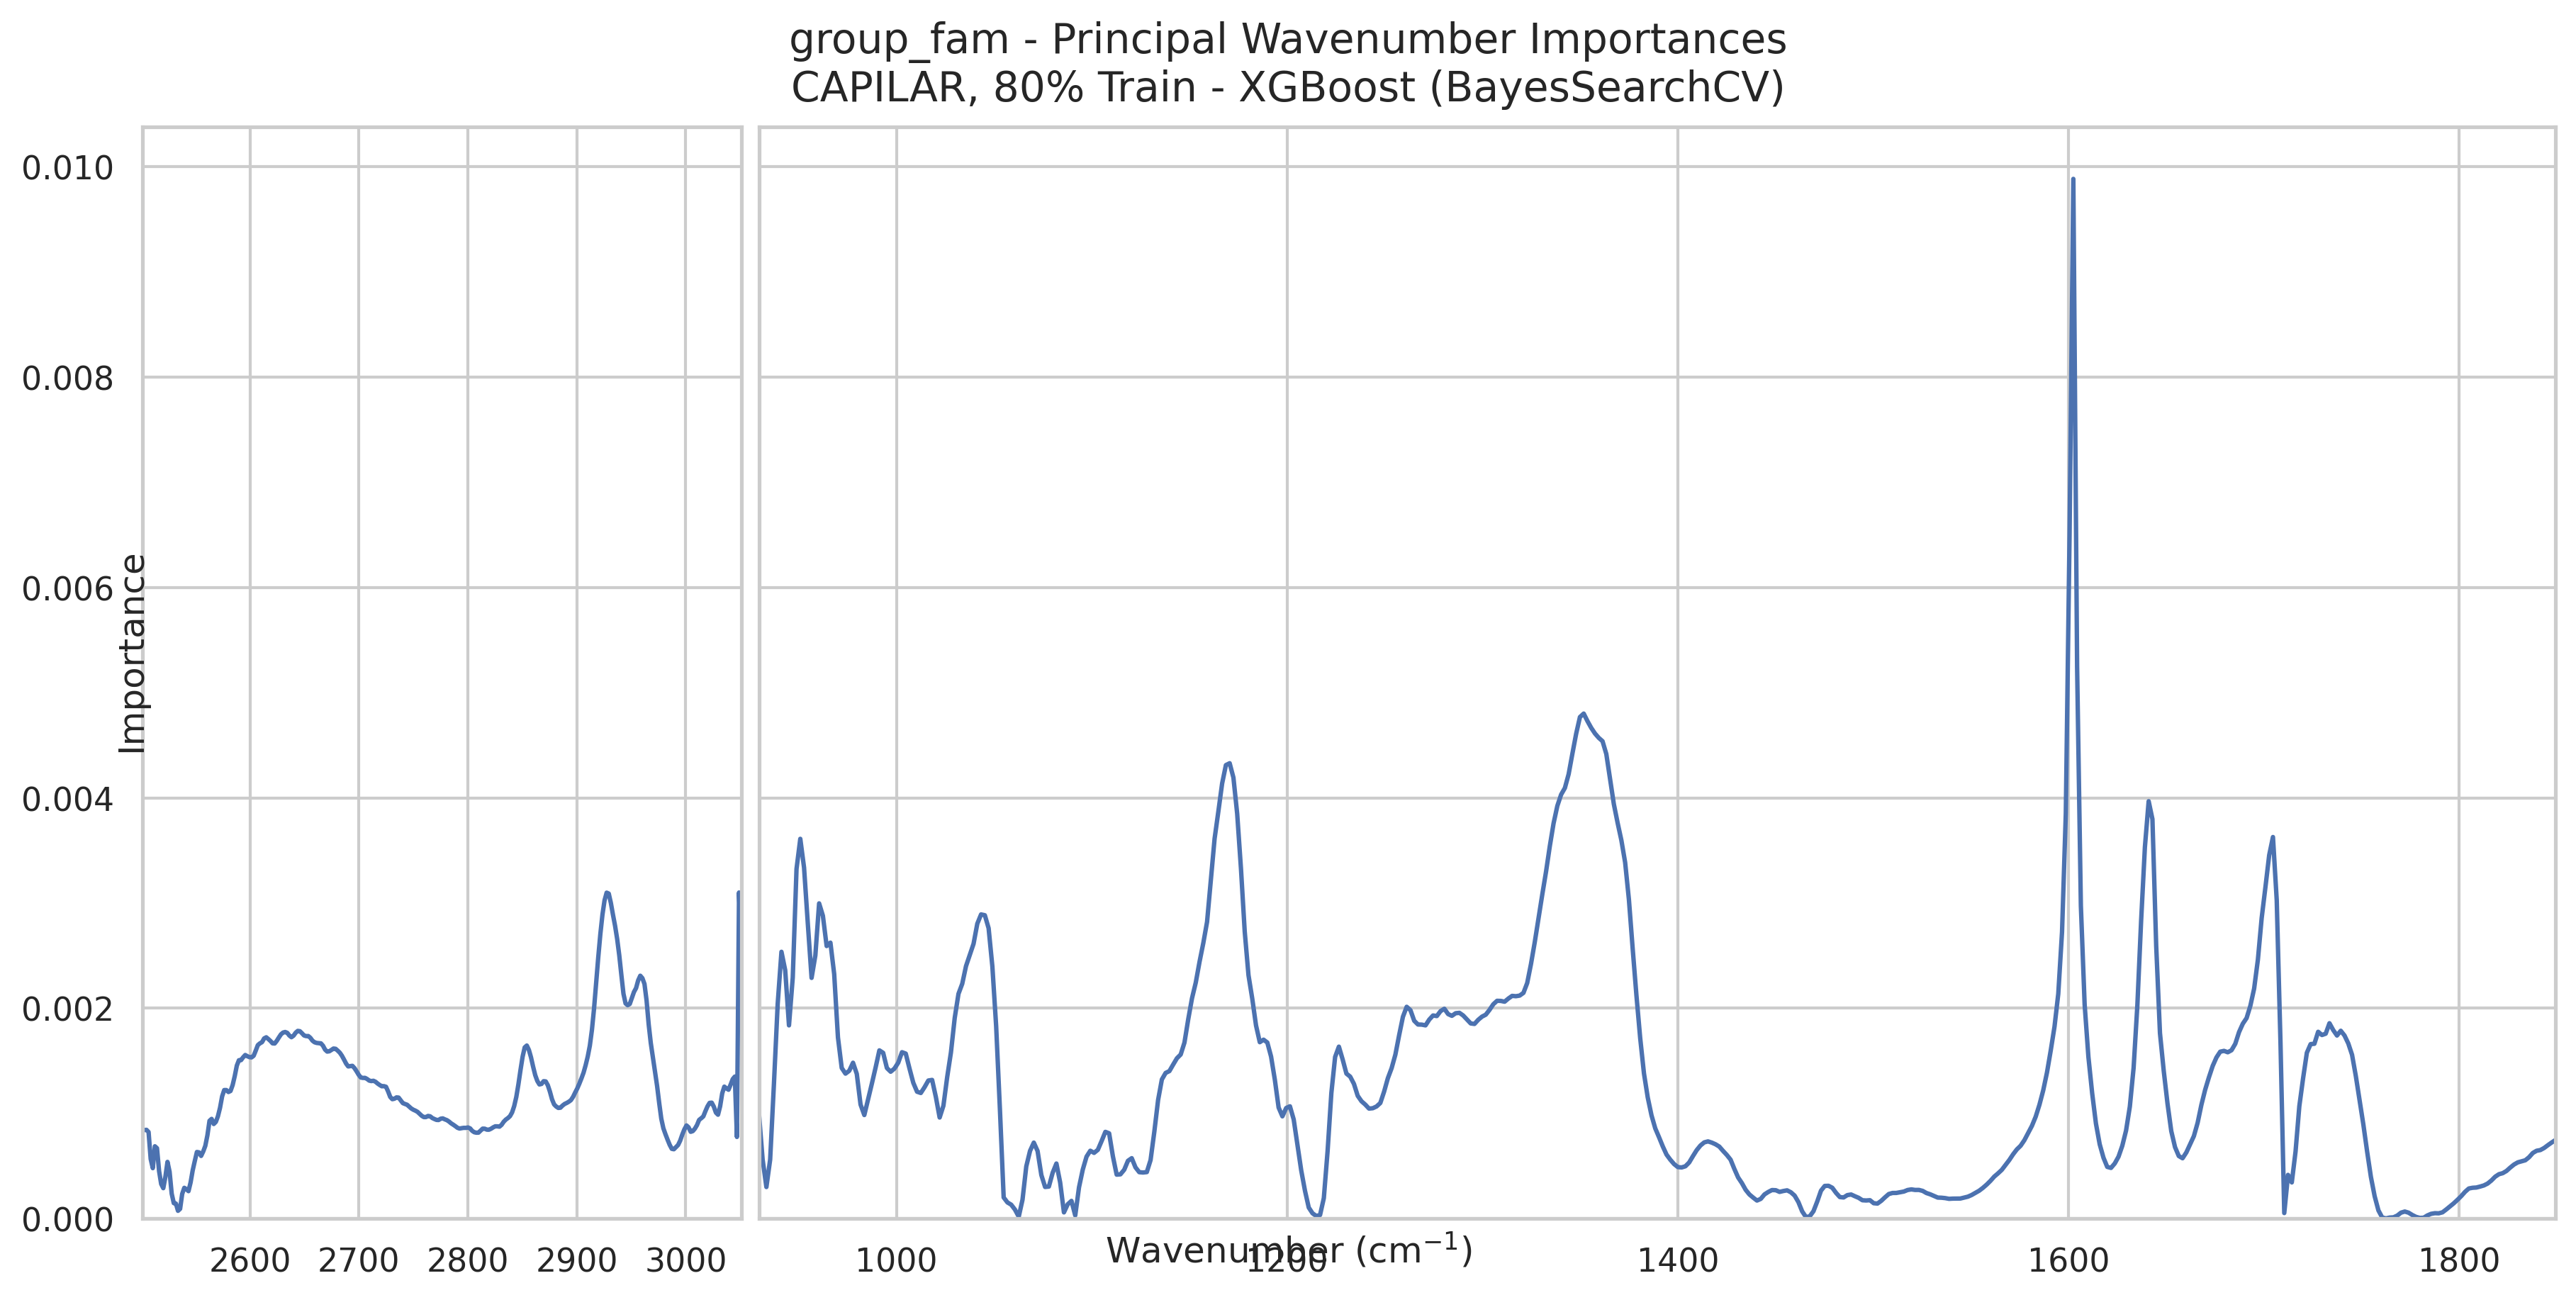 group_fam - Principal Wavenumber Importances
CAPILAR, 80% Train - XGBoost (BayesSearchCV)
0.010
0.008
0.006
0.004
0.002
0.000
Importance
2600 2700 2800 2900 3000 1000 1200 1400 1600 1800
Wavenumber (cm⁻¹)